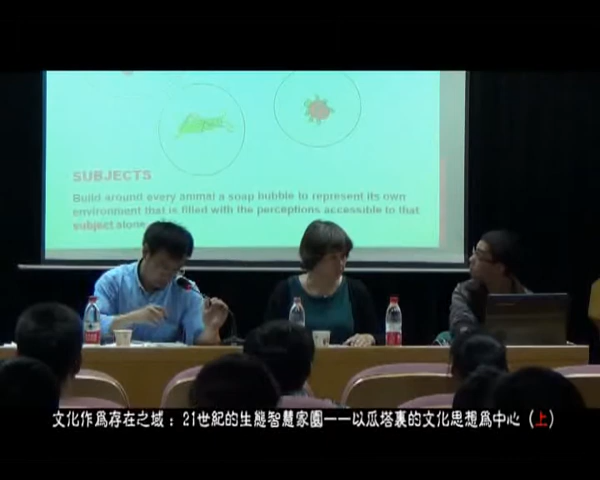 SUBJECTS
Build around every animal a soap bubble to represent its own
environment that is filled with the perceptions accessible to that
subject alone
文化作爲存在之域：21世紀的生態智慧家園——以瓜塔裏的文化思想爲中心（上）